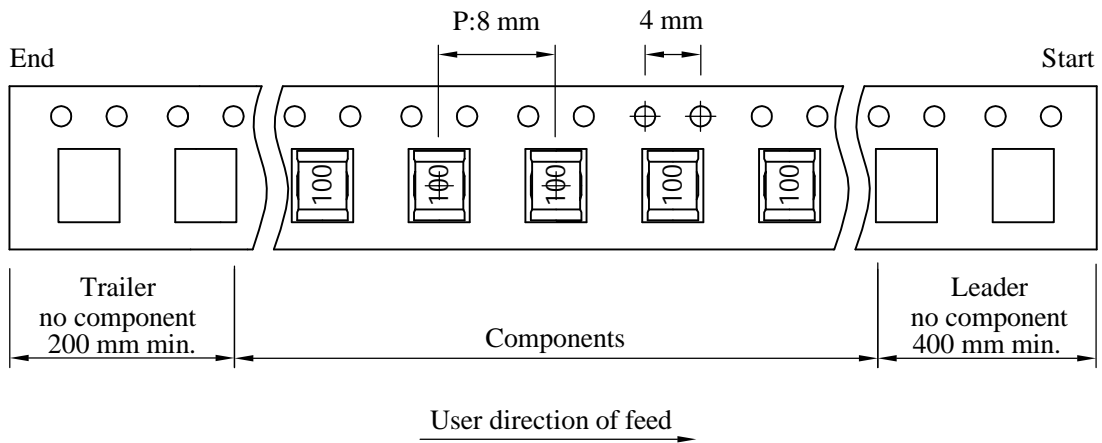 P:8 mm
4 mm
End
Start
100
100
100
100
100
Trailer
no component
200 mm min.
Components
Leader
no component
400 mm min.
User direction of feed